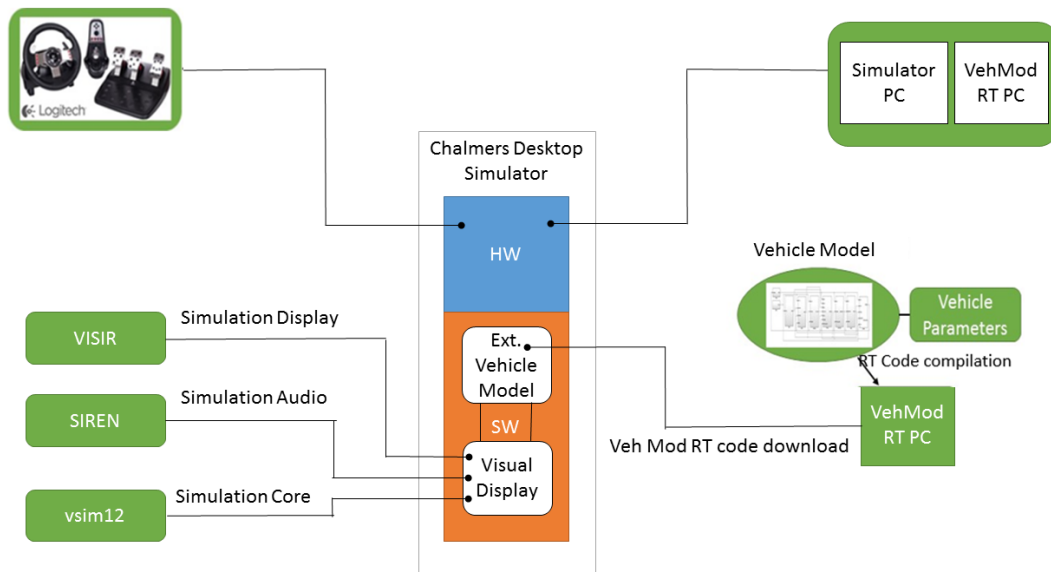 Logitech
Simulator
PC
VehMod
RT PC
Chalmers Desktop
Simulator
HW
Vehicle Model
Vehicle
Parameters
RT Code compilation
VISIR
Simulation Display
Ext.
Vehicle
Model
SIREN
Simulation Audio
SW
VehMod
RT PC
Veh Mod RT code download
Visual
Display
vsim12
Simulation Core